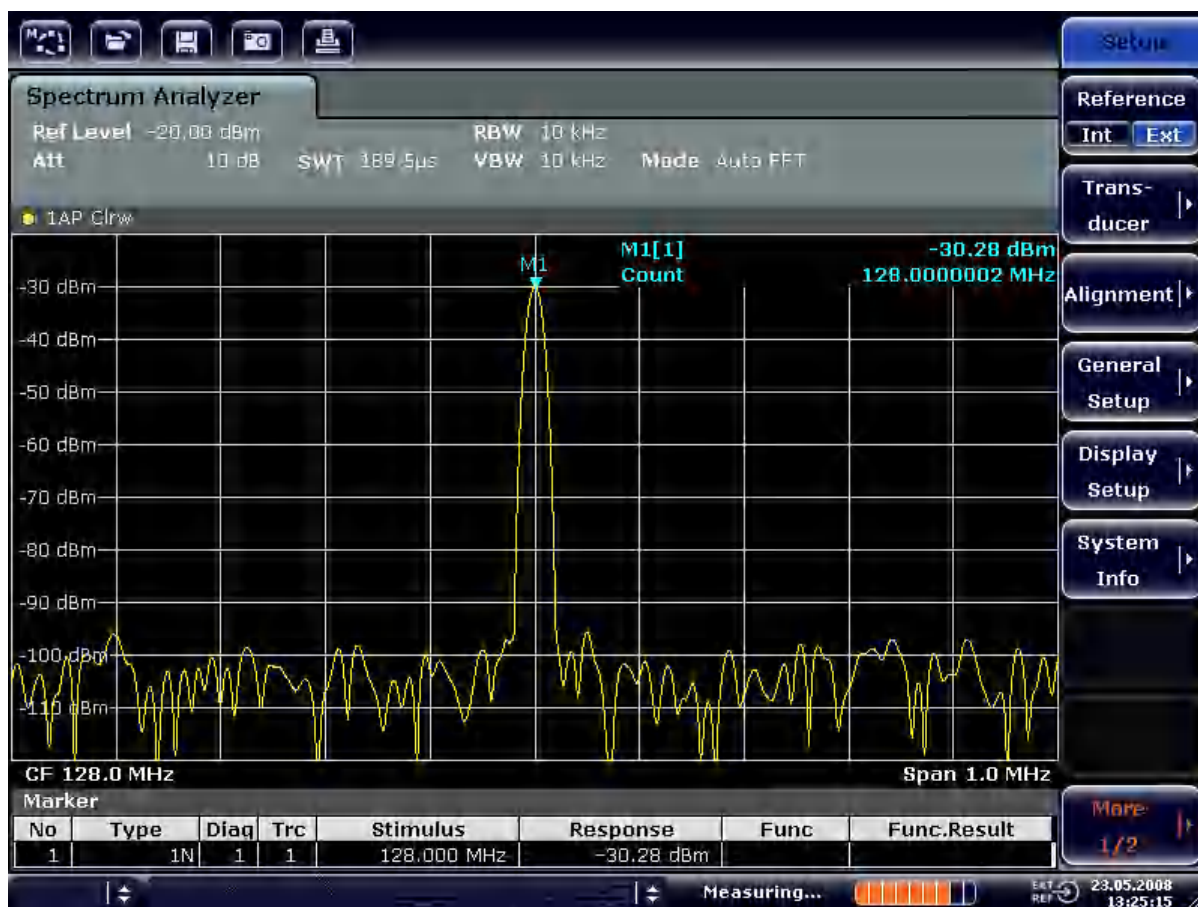 Setup
Spectrum Analyzer
Ref Level -20.00 dBm RBW 10 kHz
Att 10 dB SWT 189.5µs VBW 10 kHz Mode Auto FFT
1AP Clrw
M1[1] -30.28 dBm
Count 128.0000002 MHz
M1
-30 dBm
-40 dBm
-50 dBm
-60 dBm
-70 dBm
-80 dBm
-90 dBm
-100 dBm
-110 dBm
CF 128.0 MHz Span 1.0 MHz
Marker
No Type Diag Trc Stimulus Response Func Func.Result
1 1N 1 1 128.000 MHz -30.28 dBm
Measuring...
EXT REF
23.05.2008
13:25:15
Reference
Int Ext
Trans-
ducer
Alignment
General
Setup
Display
Setup
System
Info
More
1/2